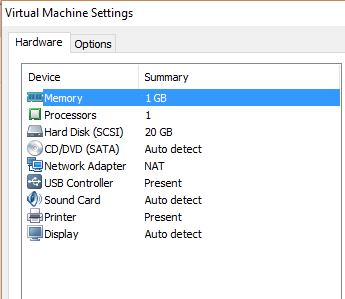 Virtual Machine Settings
Hardware Options
Device Summary
Memory 1 GB
Processors 1
Hard Disk (SCSI) 20 GB
CD/DVD (SATA) Auto detect
Network Adapter NAT
USB Controller Present
Sound Card Auto detect
Printer Present
Display Auto detect